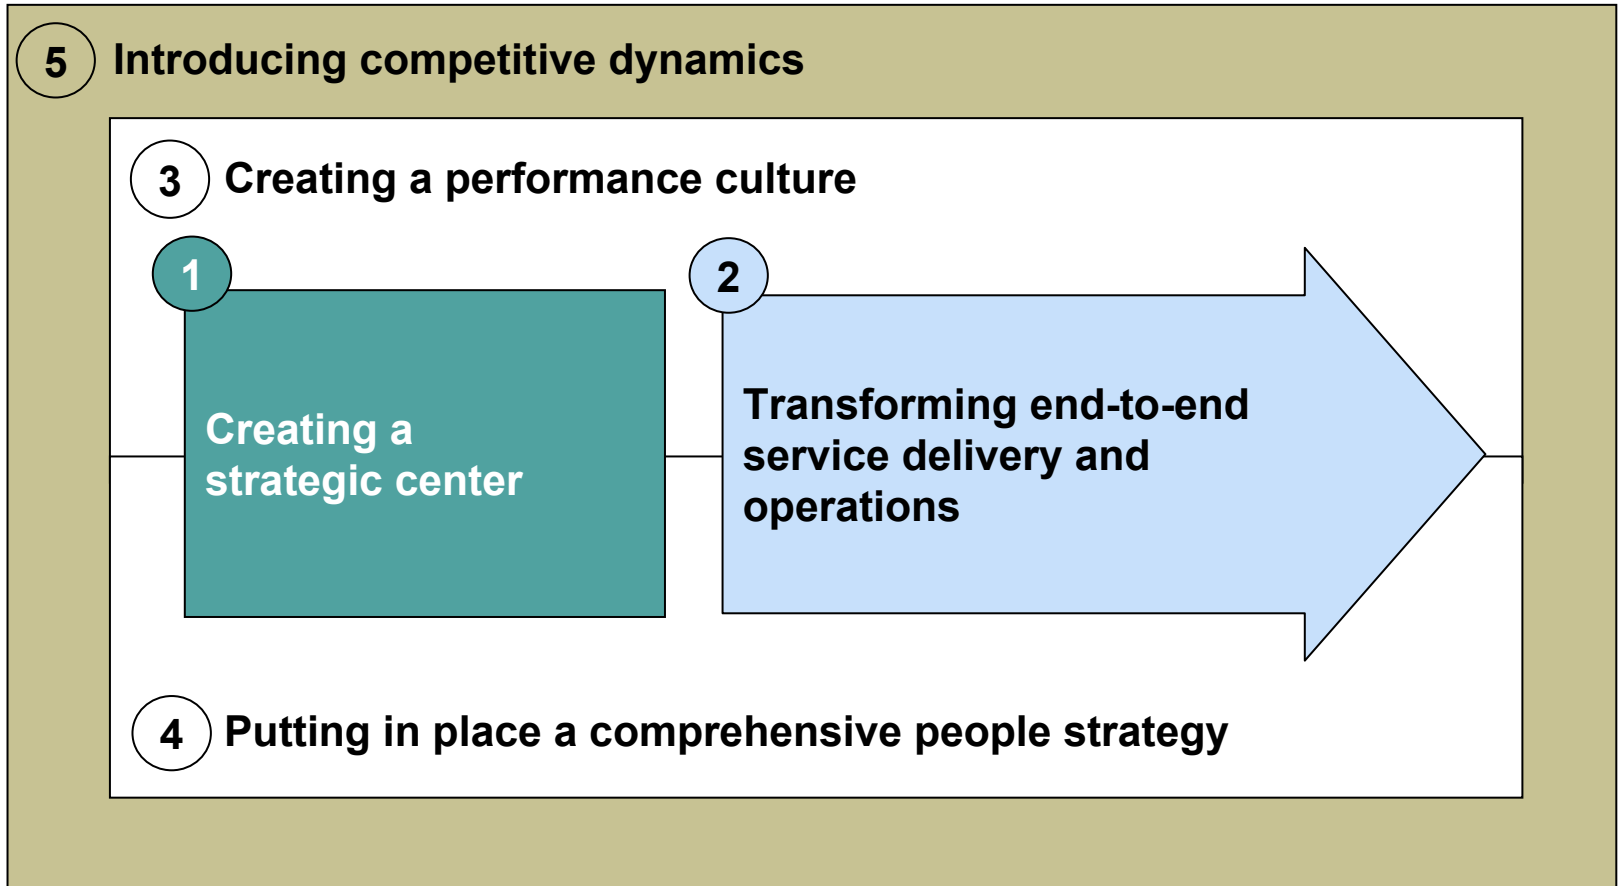 5 Introducing competitive dynamics
3 Creating a performance culture
1
Creating a
strategic center
2
Transforming end-to-end
service delivery and
operations
4 Putting in place a comprehensive people strategy